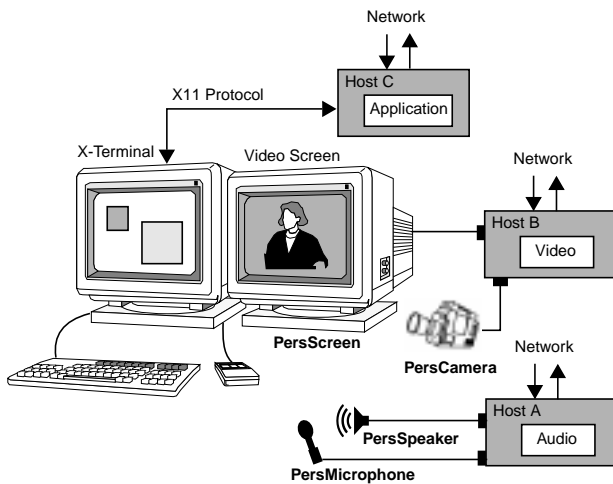 Network
Host C
Application
X11 Protocol
X-Terminal
Video Screen
Network
Host B
Video
PersScreen
PersCamera
Network
Host A
Audio
PersSpeaker
PersMicrophone